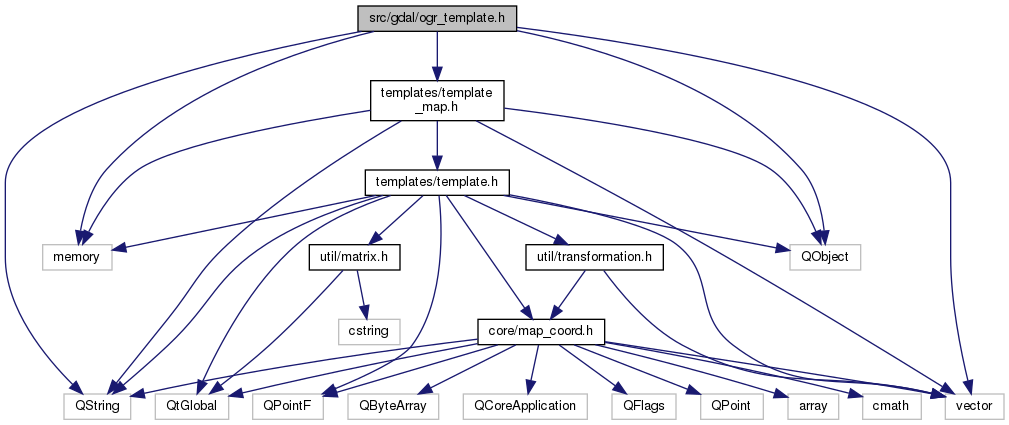 src/gdal/ogr_template.h
templates/template
_map.h
templates/template.h
memory
util/matrix.h
util/transformation.h
QObject
cstring
core/map_coord.h
QString
QtGlobal
QPointF
QByteArray
QCoreApplication
QFlags
QPoint
array
cmath
vector